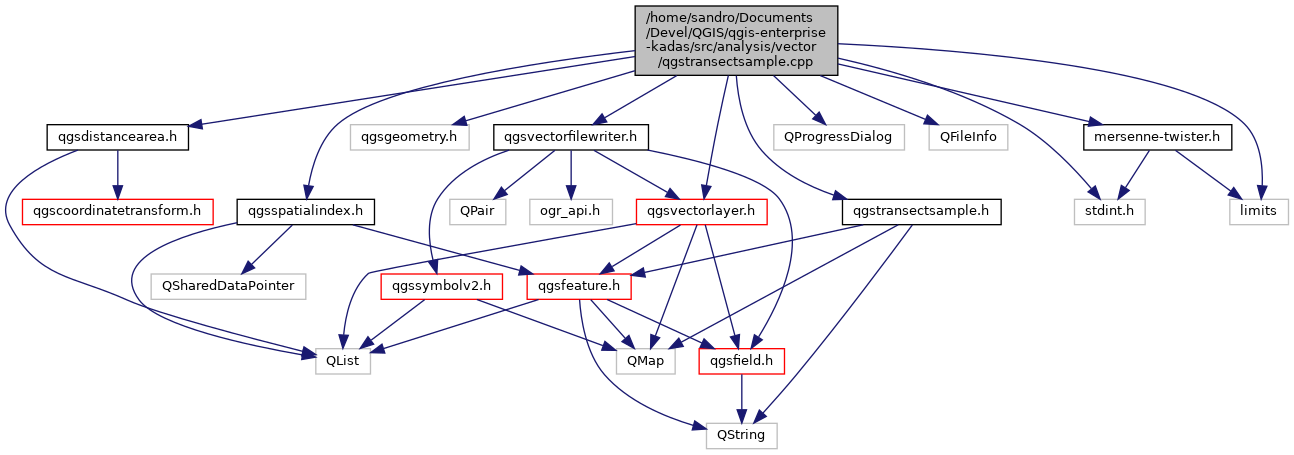 /home/sandro/Documents
/Devel/QGIS/qgis-enterprise
-kadas/src/analysis/vector
/qgstransectsample.cpp
qgsdistancearea.h
qgsgeometry.h
qgsvectorfilewriter.h
QProgressDialog
QFileInfo
mersenne-twister.h
qgscoordinatetransform.h
qgsspatialindex.h
QPair
ogr_api.h
qgsvectorlayer.h
qgstransectsample.h
stdint.h
limits
QSharedDataPointer
qgssymbolv2.h
qgsfeature.h
QList
QMap
qgsfield.h
QString